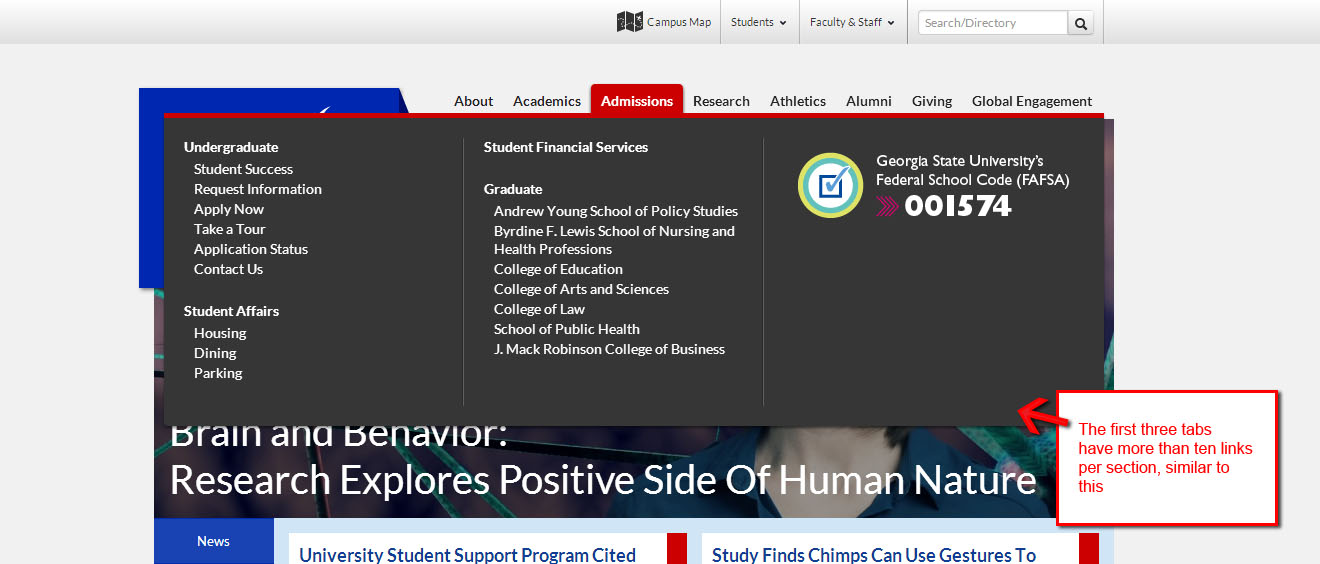 Campus Map
Students
Faculty & Staff
Search/Directory
About
Academics
Admissions
Research
Athletics
Alumni
Giving
Global Engagement
Undergraduate
Student Success
Request Information
Apply Now
Take a Tour
Application Status
Contact Us
Student Affairs
Housing
Dining
Parking
Student Financial Services
Graduate
Andrew Young School of Policy Studies
Byrdine F. Lewis School of Nursing and
Health Professions
College of Education
College of Arts and Sciences
College of Law
School of Public Health
J. Mack Robinson College of Business
Georgia State University's
Federal School Code (FAFSA)
001574
The first three tabs
have more than ten links
per section, similar to
this
Brain and Behavior:
Research Explores Positive Side Of Human Nature
News
University Student Support Program Cited
Study Finds Chimps Can Use Gestures To